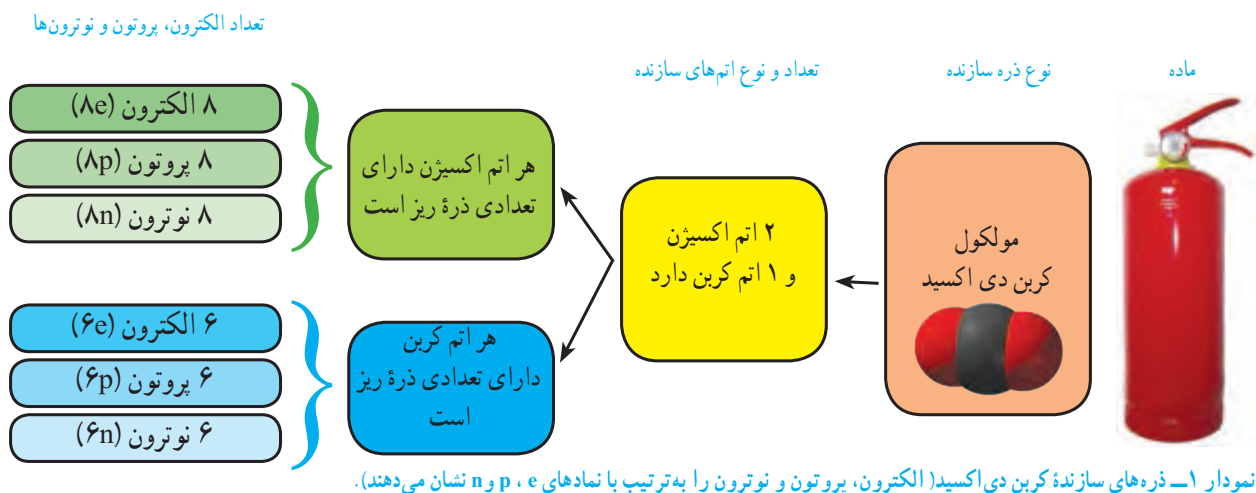 ماده
نوع ذره سازنده
تعداد و نوع اتم‌های سازنده
تعداد الکترون، پروتون و نوترون‌ها
مولکول
کربن دی اکسید
۲ اتم اکسیژن
و ۱ اتم کربن دارد
هر اتم اکسیژن دارای
تعدادی ذرهٔ ریز است
۸ الکترون (۸e)
۸ پروتون (۸p)
۸ نوترون (۸n)
هر اتم کربن
دارای تعدادی ذرهٔ ریز
است
۶ الکترون (۶e)
۶ پروتون (۶p)
۶ نوترون (۶n)
نمودار ۱ــ ذره‌های سازندهٔ کربن دی‌اکسید( الکترون، پروتون و نوترون را به‌ترتیب با نمادهای p ، e و n نشان می‌دهند).